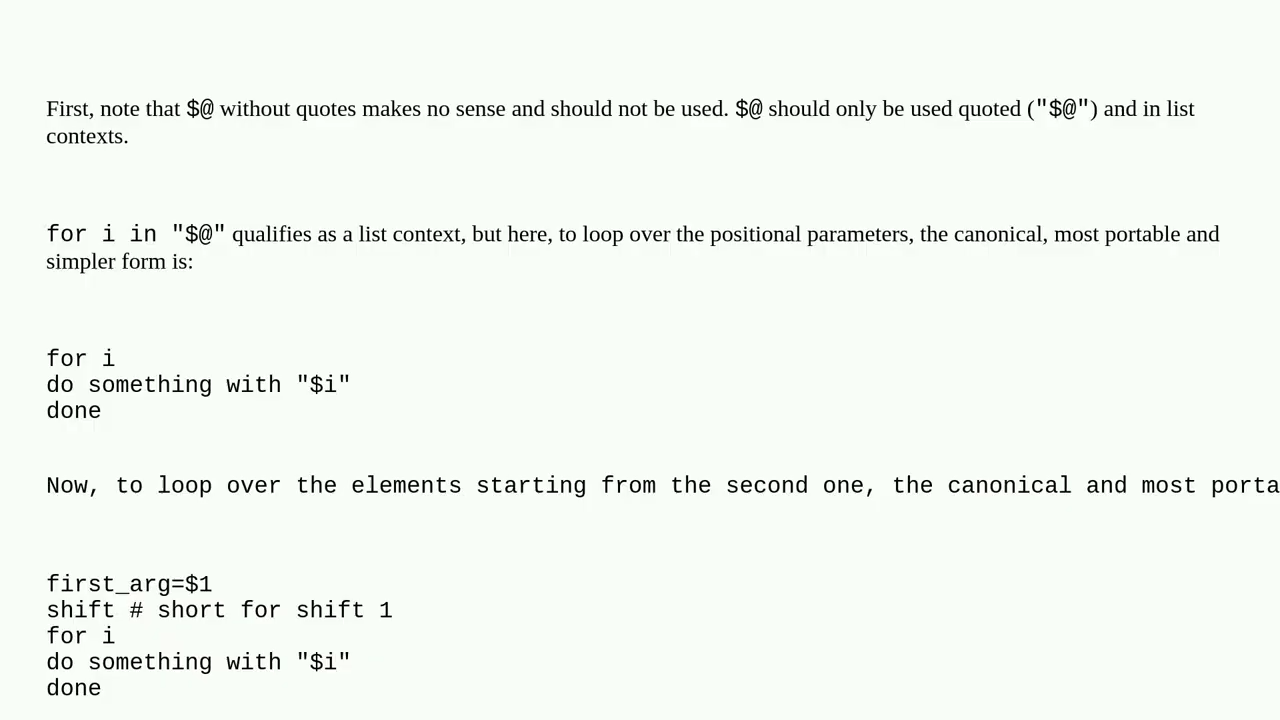 First, note that $@ without quotes makes no sense and should not be used. $@ should only be used quoted ("$@") and in list
contexts.
for i in "$@" qualifies as a list context, but here, to loop over the positional parameters, the canonical, most portable and
simpler form is:
for i
do something with "$i"
done
Now, to loop over the elements starting from the second one, the canonical and most porta
first_arg=$1
shift # short for shift 1
for i
do something with "$i"
done